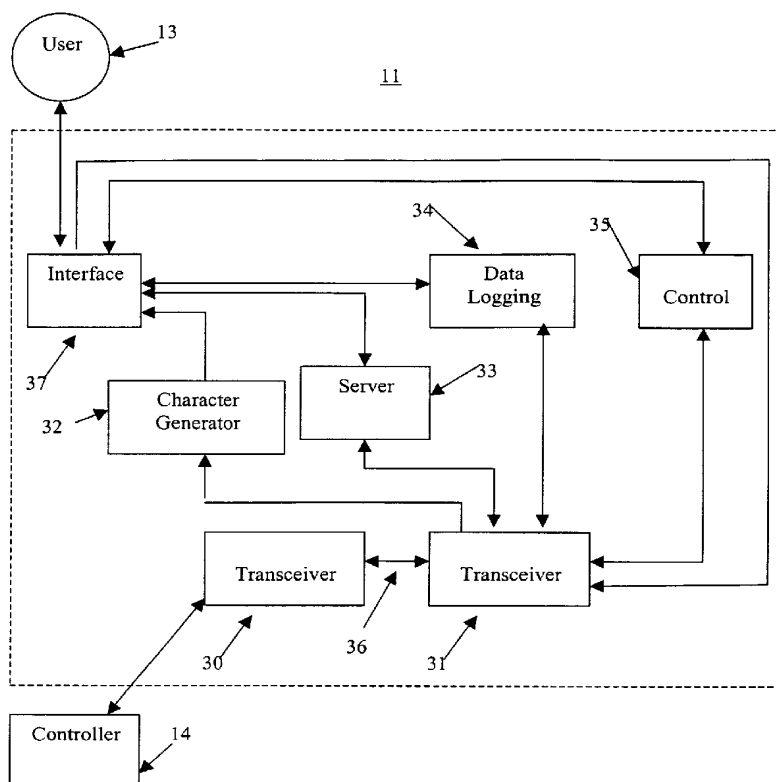 User
13
11
34
35
Interface
Data
Logging
Control
37
Server
33
32
Character
Generator
Transceiver
Transceiver
30
36
31
Controller
14